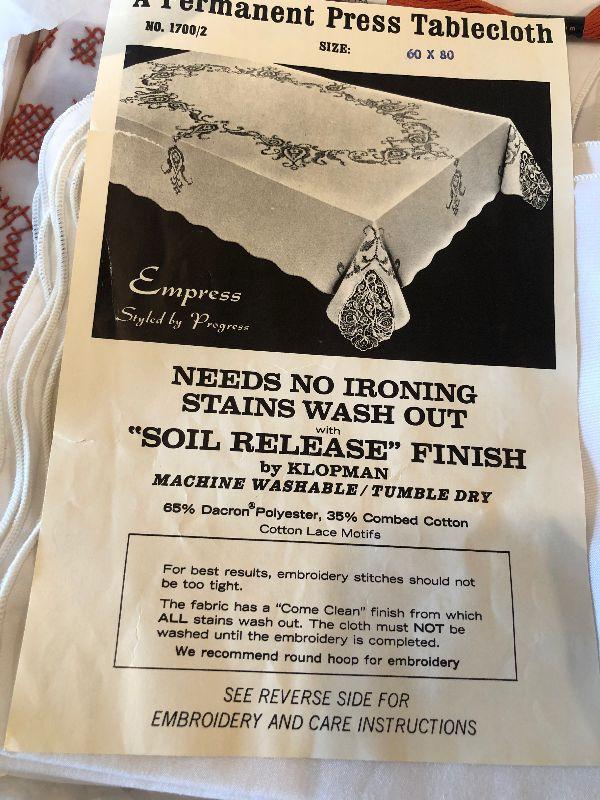 A Permanent Press Tablecloth
NO. 1700/2
SIZE: 60 X 80
Empress
Styled by Progress
NEEDS NO IRONING
STAINS WASH OUT
with
“SOIL RELEASE” FINISH
by KLOPMAN
MACHINE WASHABLE / TUMBLE DRY
65% Dacron® Polyester, 35% Combed Cotton
Cotton Lace Motifs
For best results, embroidery stitches should not
be too tight.
The fabric has a "Come Clean" finish from which
ALL stains wash out. The cloth must NOT be
washed until the embroidery is completed.
We recommend round hoop for embroidery
SEE REVERSE SIDE FOR
EMBROIDERY AND CARE INSTRUCTIONS